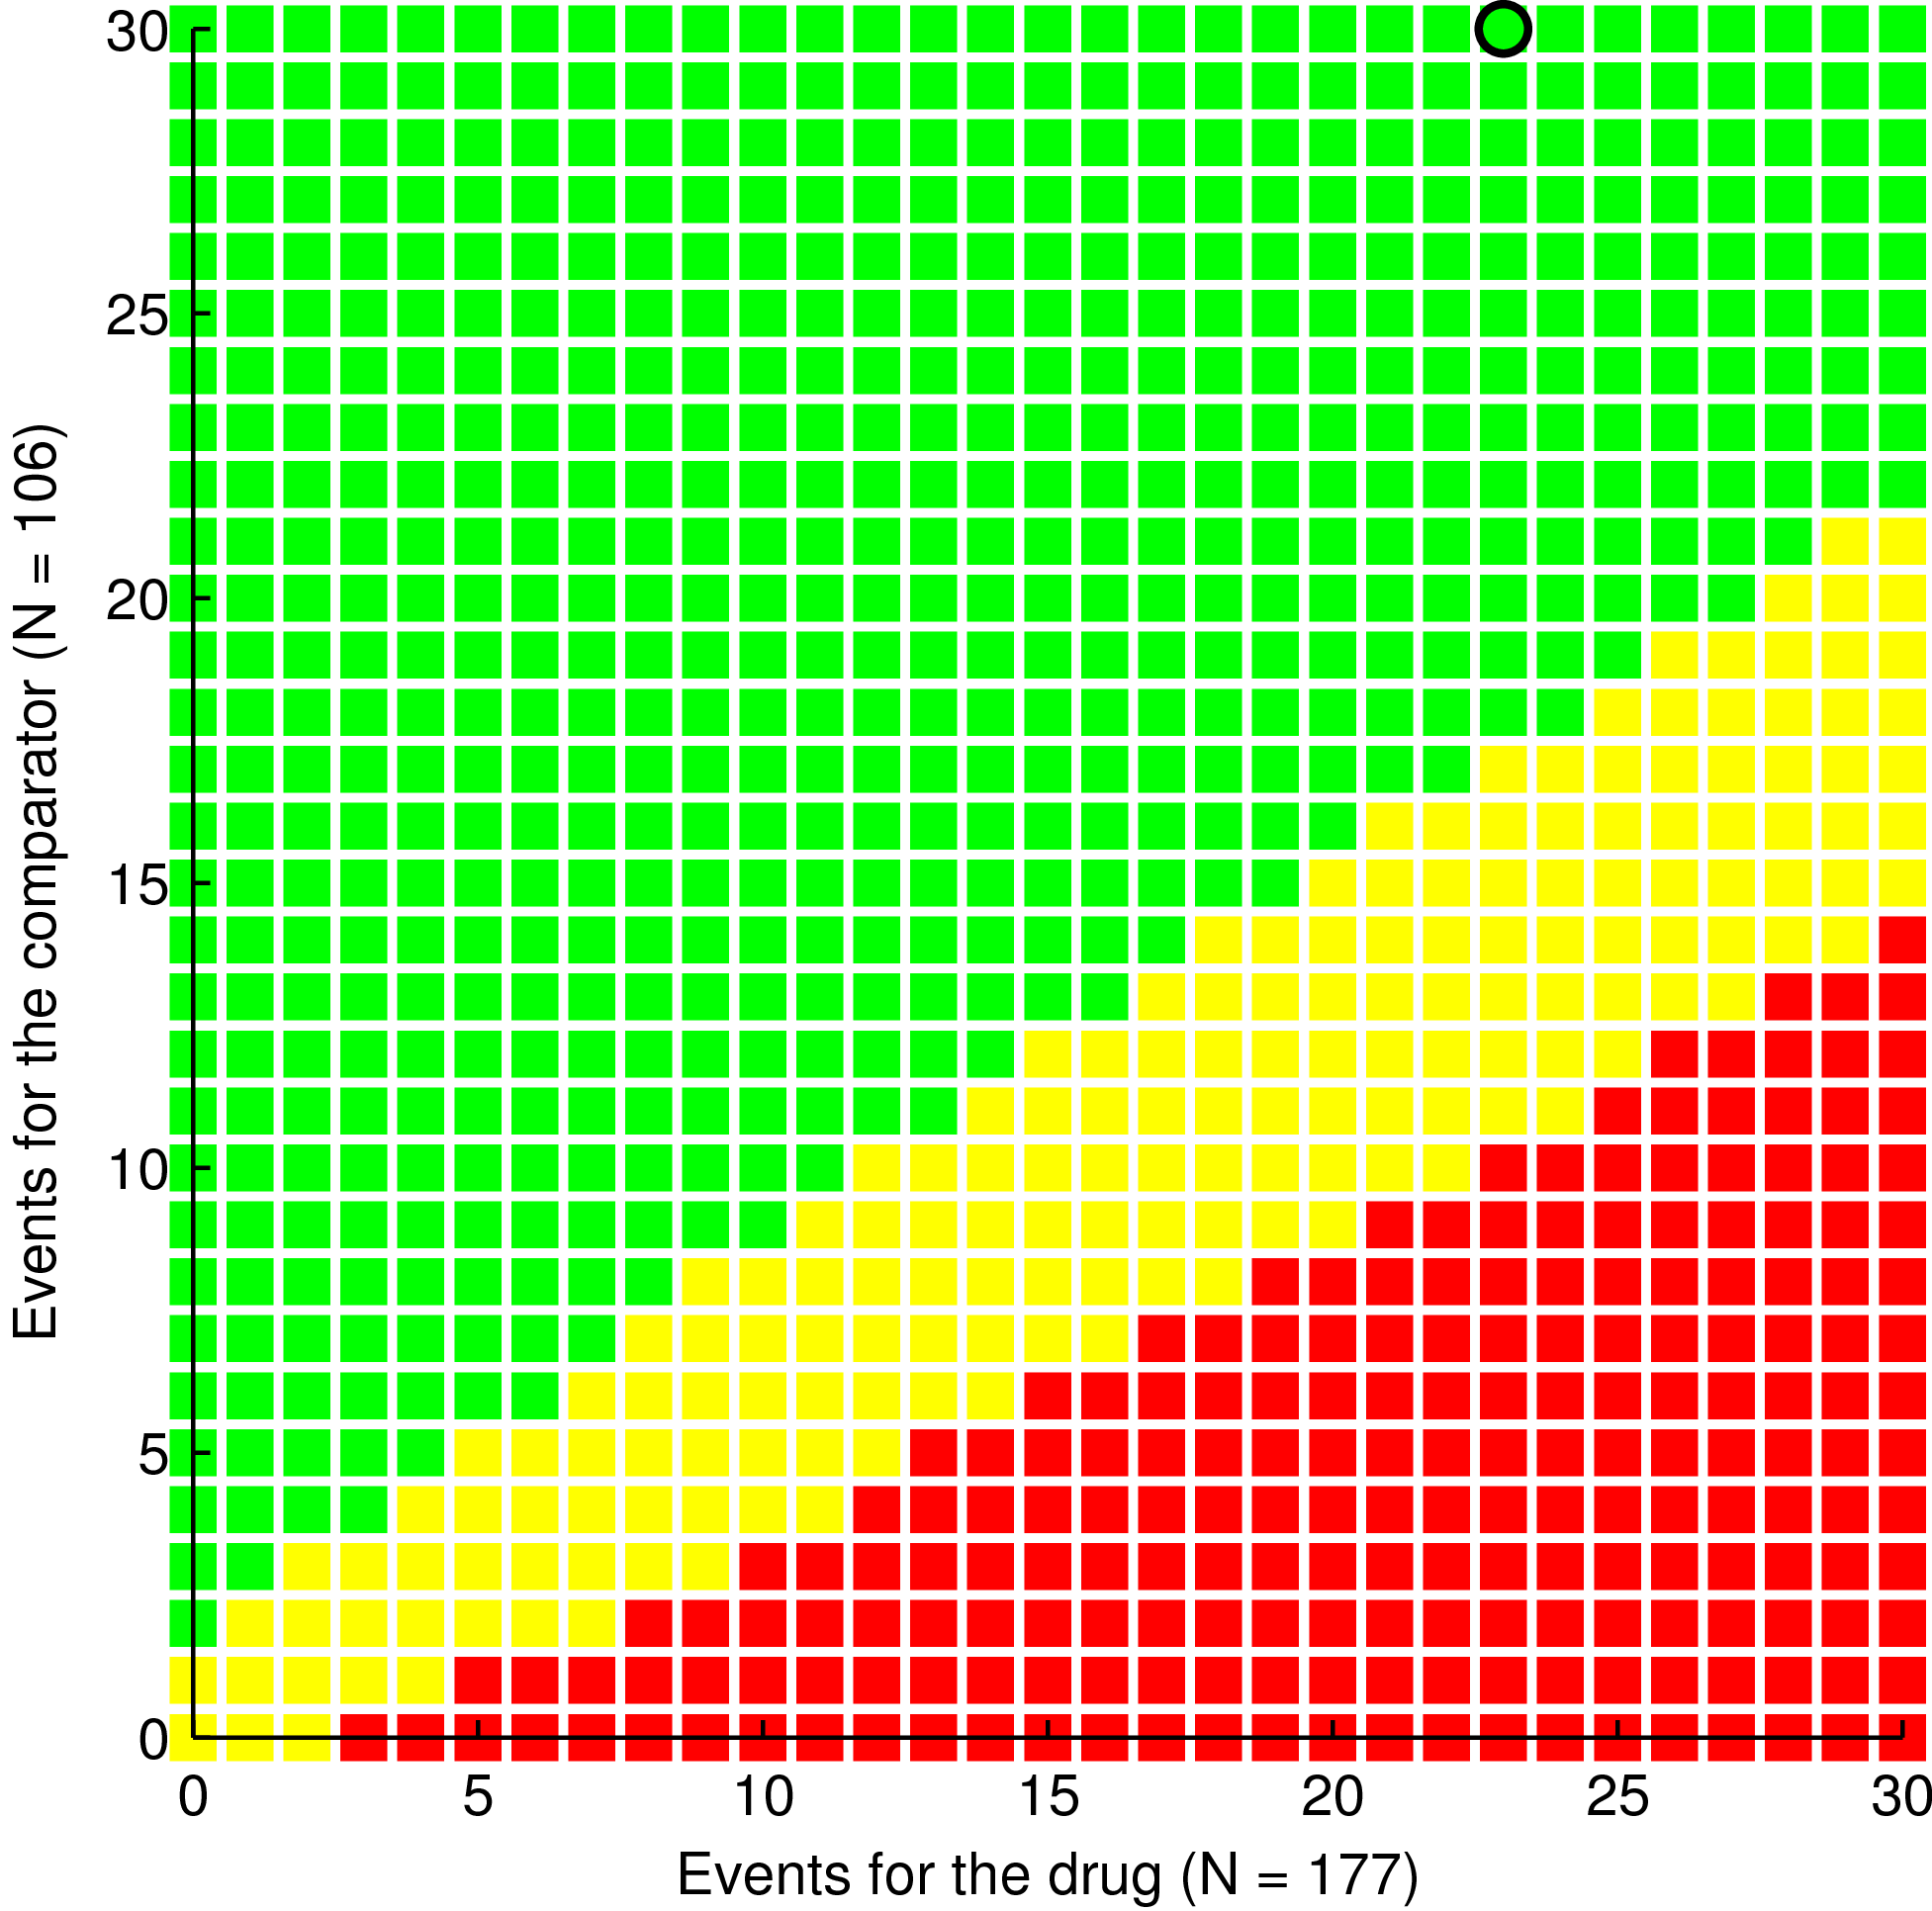 30
25
20
15
10
5
0
Events for the comparator (N = 106)
0 5 10 15 20 25 30
Events for the drug (N = 177)